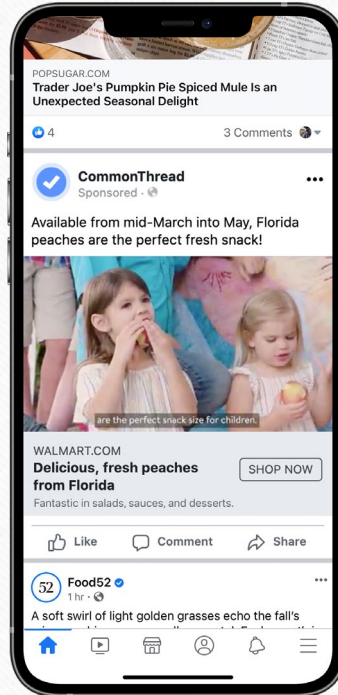 POPSUGAR.COM
Trader Joe's Pumpkin Pie Spiced Mule Is an
Unexpected Seasonal Delight
4
3 Comments
CommonThread
Sponsored ·
Available from mid-March into May, Florida
peaches are the perfect fresh snack!
are the perfect snack size for children.
WALMART.COM
Delicious, fresh peaches
from Florida
SHOP NOW
Fantastic in salads, sauces, and desserts.
Like
Comment
Share
52
Food52
1 hr ·
A soft swirl of light golden grasses echo the fall's